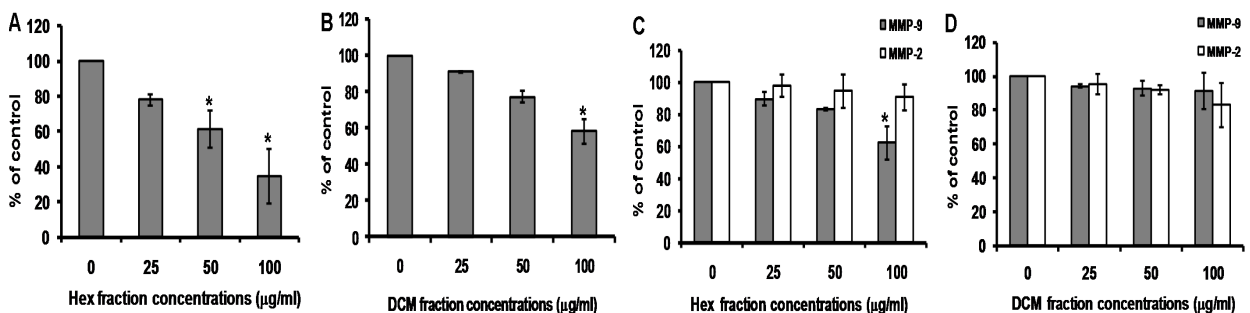 A
% of control
120
100
80
60
40
20
0
*
*
0 25 50 100
Hex fraction concentrations (μg/ml)
B
% of control
120
100
80
60
40
20
0
*
0 25 50 100
DCM fraction concentrations (μg/ml)
C
MMP-9
MMP-2
% of control
120
100
80
60
40
20
0
*
0 25 50 100
Hex fraction concentrations (μg/ml)
D
MMP-9
MMP-2
% of control
120
100
80
60
40
20
0
0 25 50 100
DCM fraction concentrations (μg/ml)